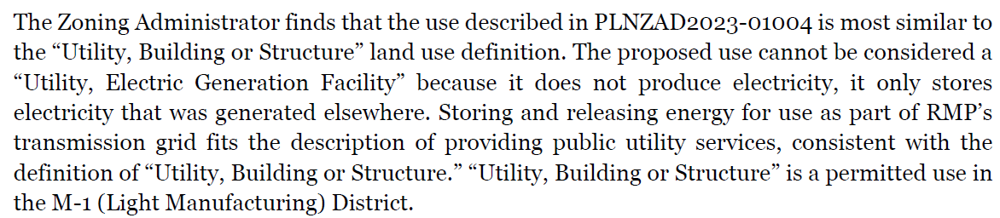 The Zoning Administrator finds that the use described in PLNZAD2023-01004 is most similar to
the “Utility, Building or Structure” land use definition. The proposed use cannot be considered a
“Utility, Electric Generation Facility” because it does not produce electricity, it only stores
electricity that was generated elsewhere. Storing and releasing energy for use as part of RMP’s
transmission grid fits the description of providing public utility services, consistent with the
definition of “Utility, Building or Structure.” “Utility, Building or Structure” is a permitted use in
the M-1 (Light Manufacturing) District.